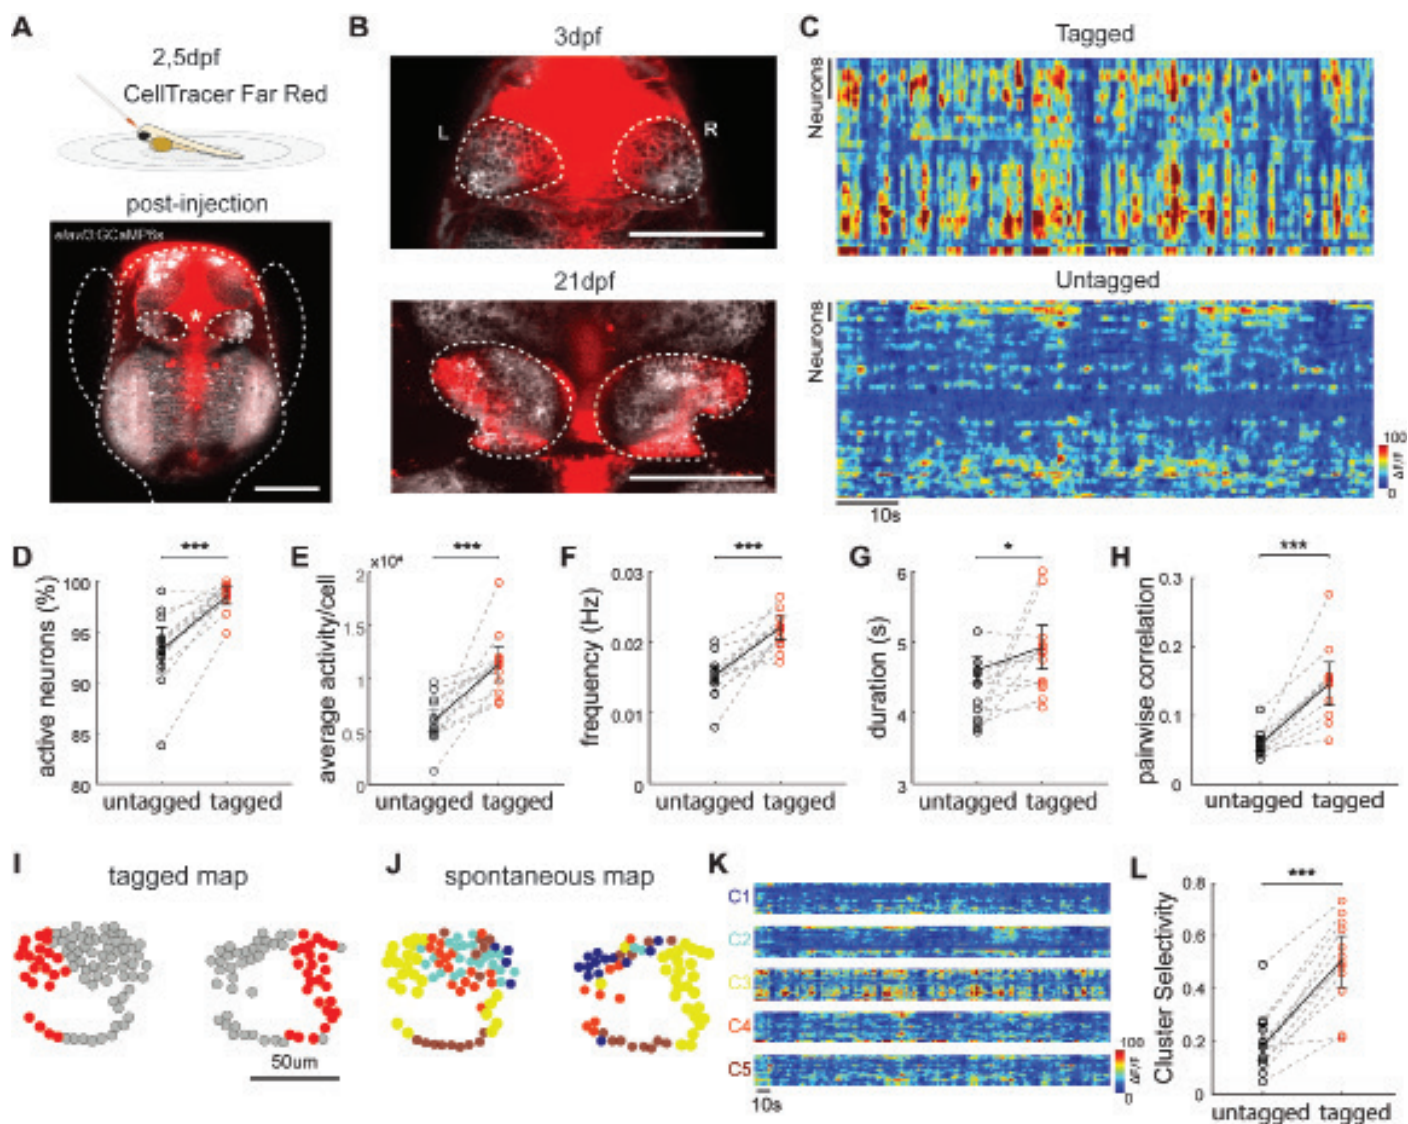 A
2,5dpf
CellTracer Far Red
post-injection
elavl3:GCaMP6s
*
B
3dpf
L
R
21dpf
C
Tagged
Neurons
Untagged
Neurons
100
ΔF/F
0
10s
D
***
active neurons (%)
100
95
90
85
80
untagged tagged
E
***
x10⁴
average activity/cell
2
1.5
1
0.5
0
untagged tagged
F
***
frequency (Hz)
0.03
0.02
0.01
0
untagged tagged
G
*
duration (s)
6
5
4
3
untagged tagged
H
***
pairwise correlation
0.3
0.2
0.1
0
untagged tagged
I
tagged map
50um
J
spontaneous map
K
C1
C2
C3
C4
C5
10s
100
ΔF/F
0
L
***
Cluster Selectivity
0.8
0.6
0.4
0.2
0
untagged tagged